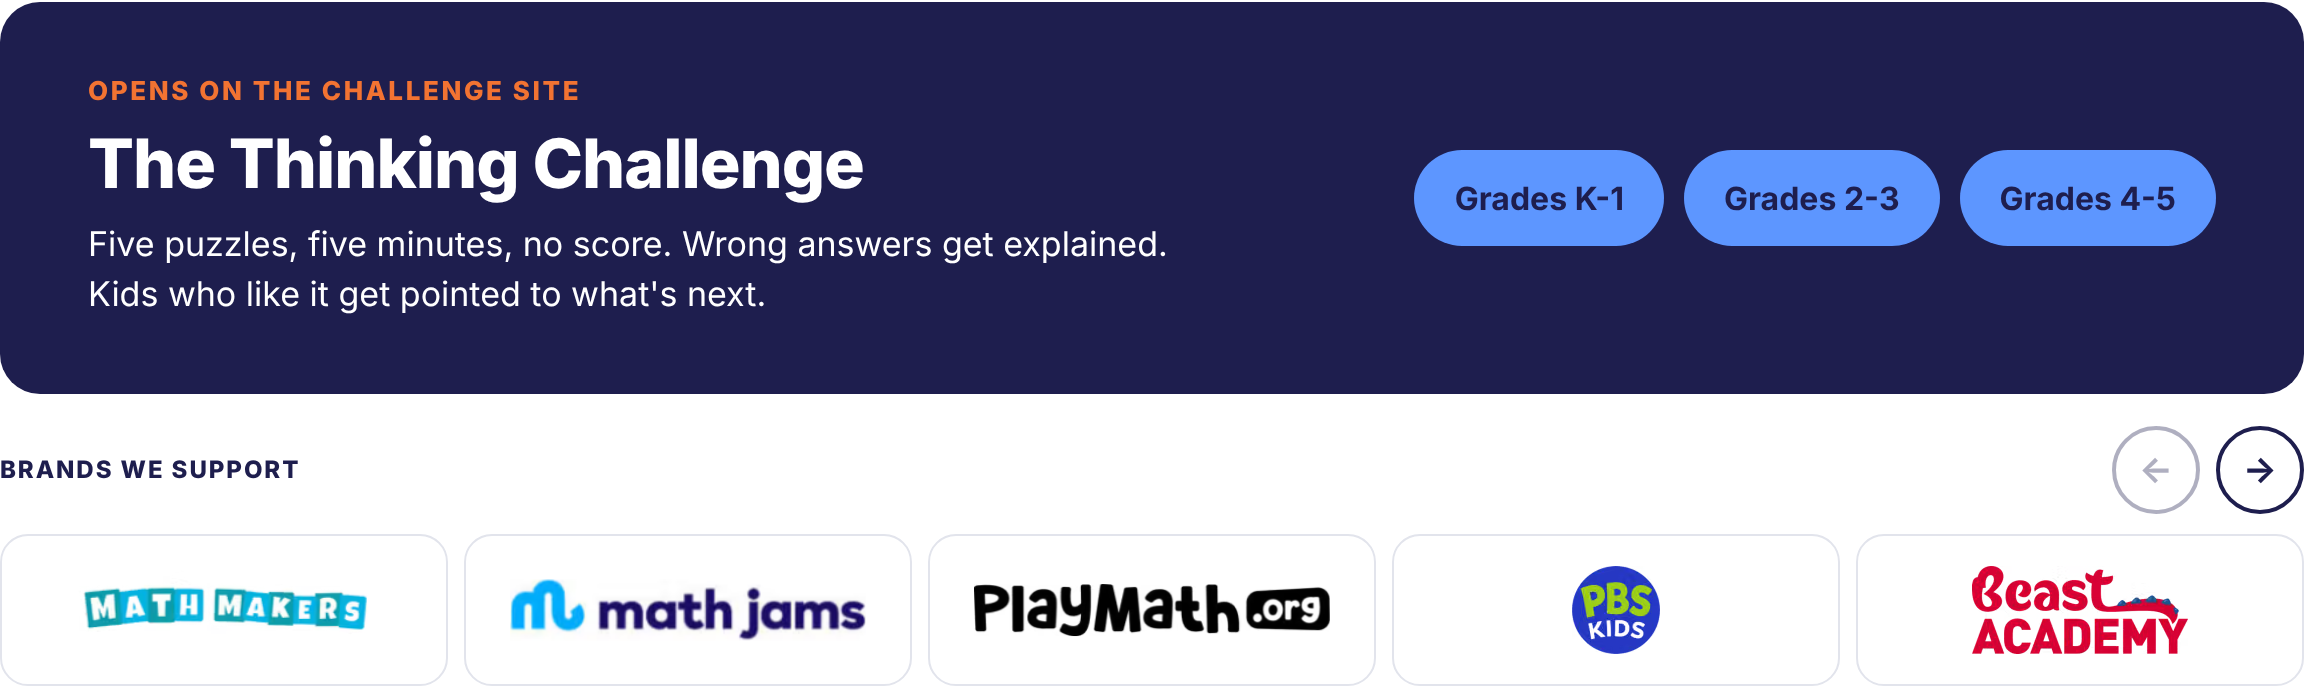 OPENS ON THE CHALLENGE SITE
The Thinking Challenge
Five puzzles, five minutes, no score. Wrong answers get explained.
Kids who like it get pointed to what's next.
Grades K-1
Grades 2-3
Grades 4-5
BRANDS WE SUPPORT
MATH MAKERS
math jams
PlayMath.org
PBS
KIDS
Beast
ACADEMY